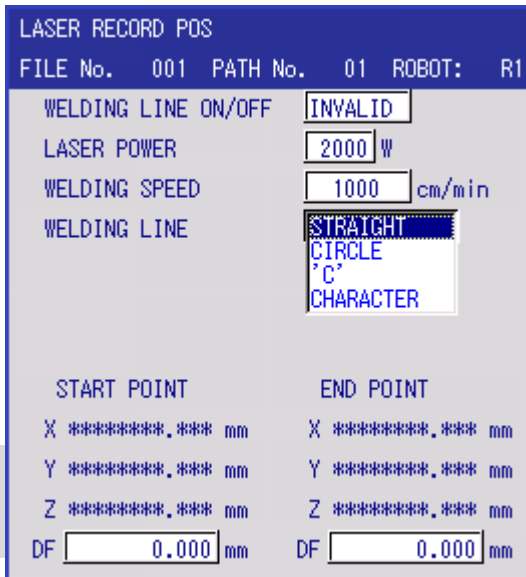 LASER RECORD POS
FILE No. 001 PATH No. 01 ROBOT: R1
WELDING LINE ON/OFF INVALID
LASER POWER 2000 W
WELDING SPEED 1000 cm/min
WELDING LINE STRAIGHT
CIRCLE
'C'
CHARACTER
START POINT END POINT
X ********.*** mm X ********.*** mm
Y ********.*** mm Y ********.*** mm
Z ********.*** mm Z ********.*** mm
DF 0.000 mm DF 0.000 mm